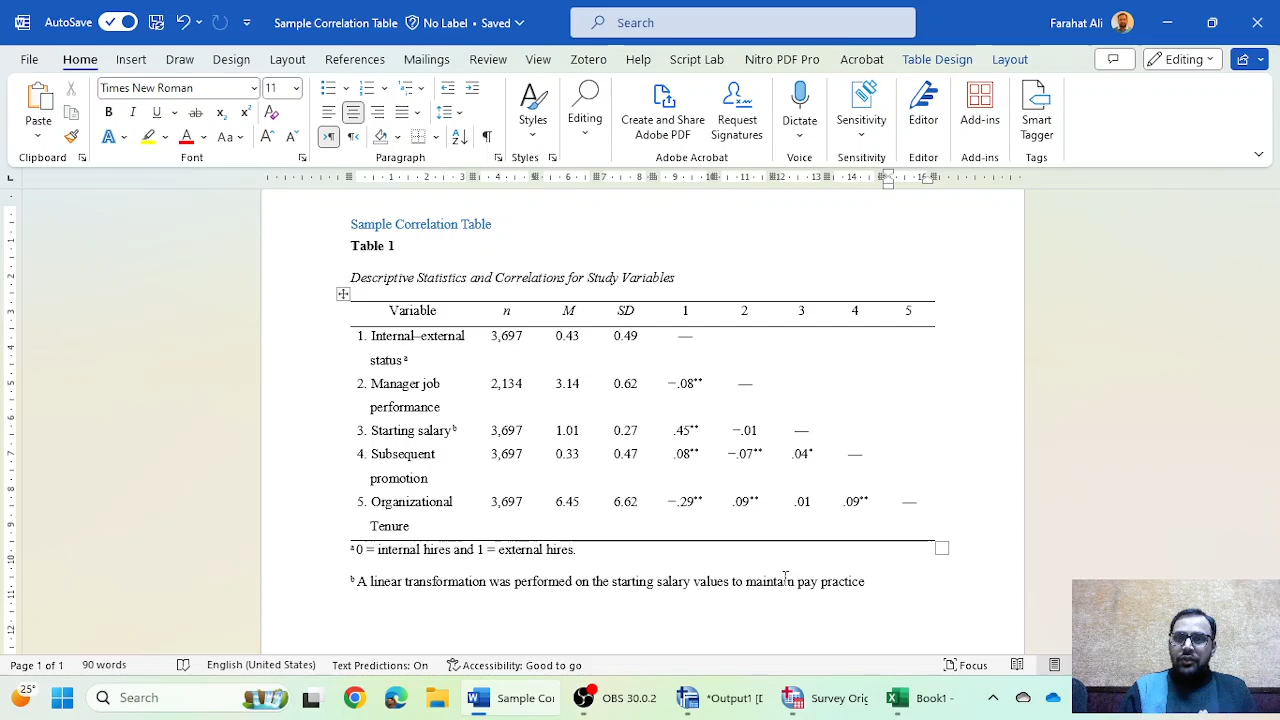 AutoSave Sample Correlation Table No Label • Saved Search Farahat Ali
File Home Insert Draw Design Layout References Mailings Review View Zotero Help Script Lab Nitro PDF Pro Acrobat Table Design Layout Editing
Times New Roman 11
Paste Styles Editing Create and Share Adobe PDF Request Signatures Dictate Sensitivity Editor Add-ins Smart Tagger
Clipboard Font Paragraph Styles Adobe Acrobat Voice Sensitivity Editor Add-ins Tags
Sample Correlation Table
Table 1
Descriptive Statistics and Correlations for Study Variables
Variable n M SD 1 2 3 4 5
1. Internal–external 3,697 0.43 0.49 —
status ᵃ
2. Manager job 2,134 3.14 0.62 −.08** —
performance
3. Starting salary ᵇ 3,697 1.01 0.27 .45** −.01 —
4. Subsequent 3,697 0.33 0.47 .08** −.07** .04* —
promotion
5. Organizational 3,697 6.45 6.62 −.29** .09** .01 .09** —
Tenure
ᵃ 0 = internal hires and 1 = external hires.
ᵇ A linear transformation was performed on the starting salary values to maintain pay practice
Page 1 of 1 90 words English (United States) Text Predictions: On Accessibility: Good to go Focus
25° Search Sample Co OBS 30.0.2 *Output1 [D Survey Orig Book1 -